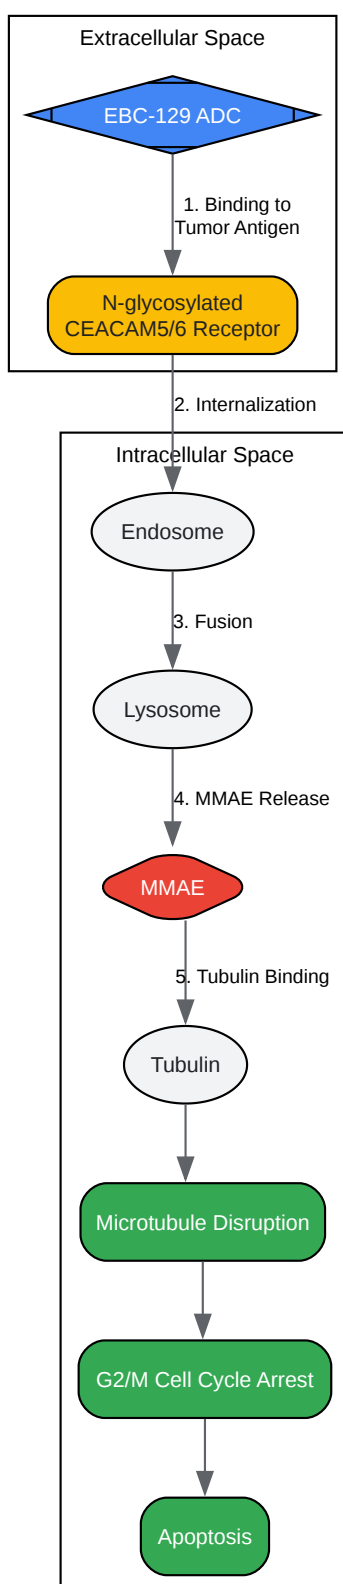 Extracellular Space
EBC-129 ADC
1. Binding to
Tumor Antigen
N-glycosylated
CEACAM5/6 Receptor
2. Internalization
Intracellular Space
Endosome
3. Fusion
Lysosome
4. MMAE Release
MMAE
5. Tubulin Binding
Tubulin
Microtubule Disruption
G2/M Cell Cycle Arrest
Apoptosis